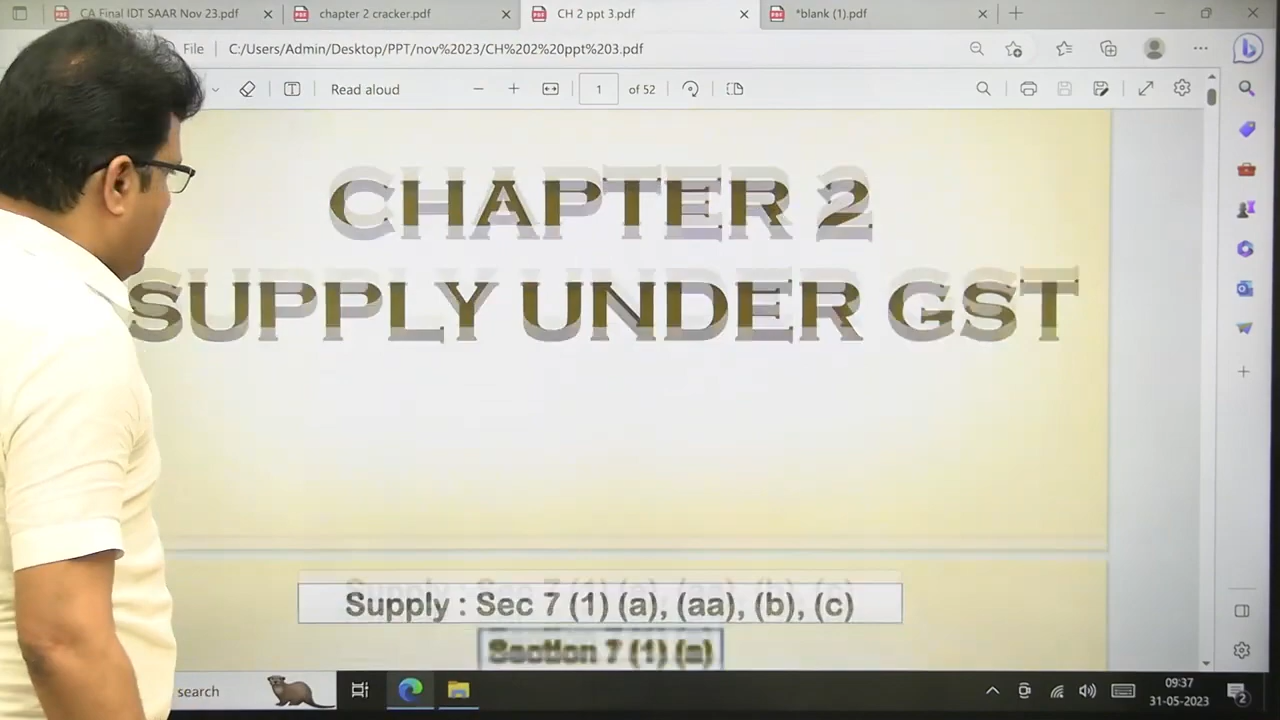 CA Final IDT SAAR Nov 23.pdf
chapter 2 cracker.pdf
CH 2 ppt 3.pdf
*blank (1).pdf
File
C:/Users/Admin/Desktop/PPT/nov%2023/CH%202%20ppt%203.pdf
Read aloud
1 of 52
CHAPTER 2
SUPPLY UNDER GST
Supply : Sec 7 (1) (a), (aa), (b), (c)
Section 7 (1) (a)
search
09:37
31-05-2023
2